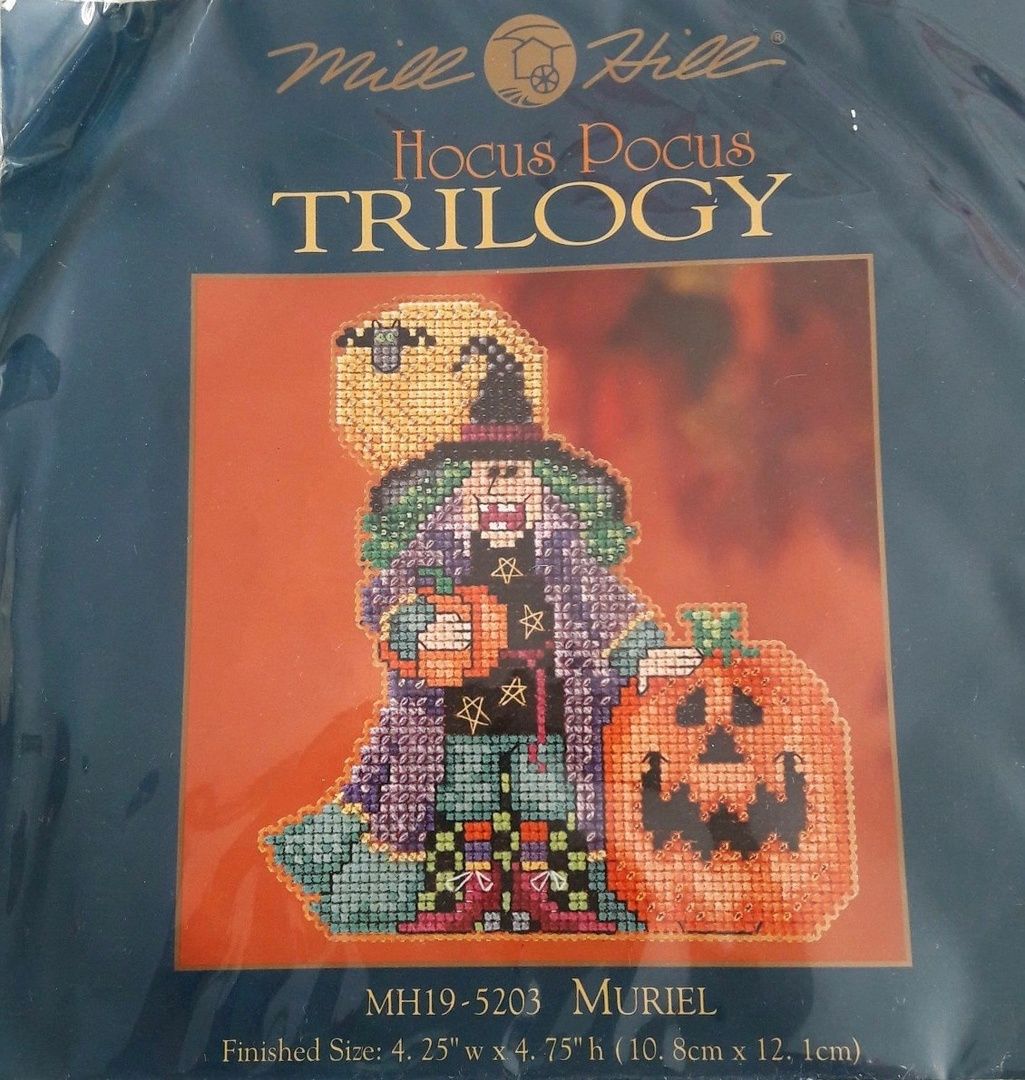 Mill Hill®
Hocus Pocus
TRILOGY
MH19-5203 MURIEL
Finished Size: 4. 25" w x 4. 75" h (10. 8cm x 12. 1cm)